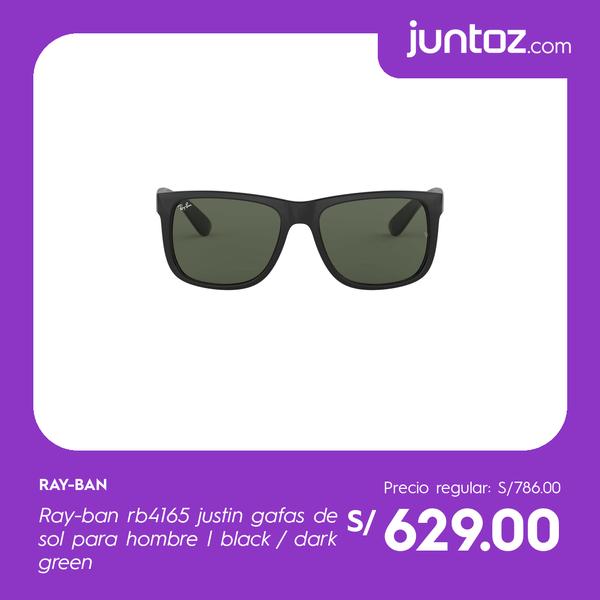 juntoz.com
Ray-Ban
RAY-BAN
Ray-ban rb4165 justin gafas de
sol para hombre | black / dark
green
Precio regular: S/786.00
S/ 629.00